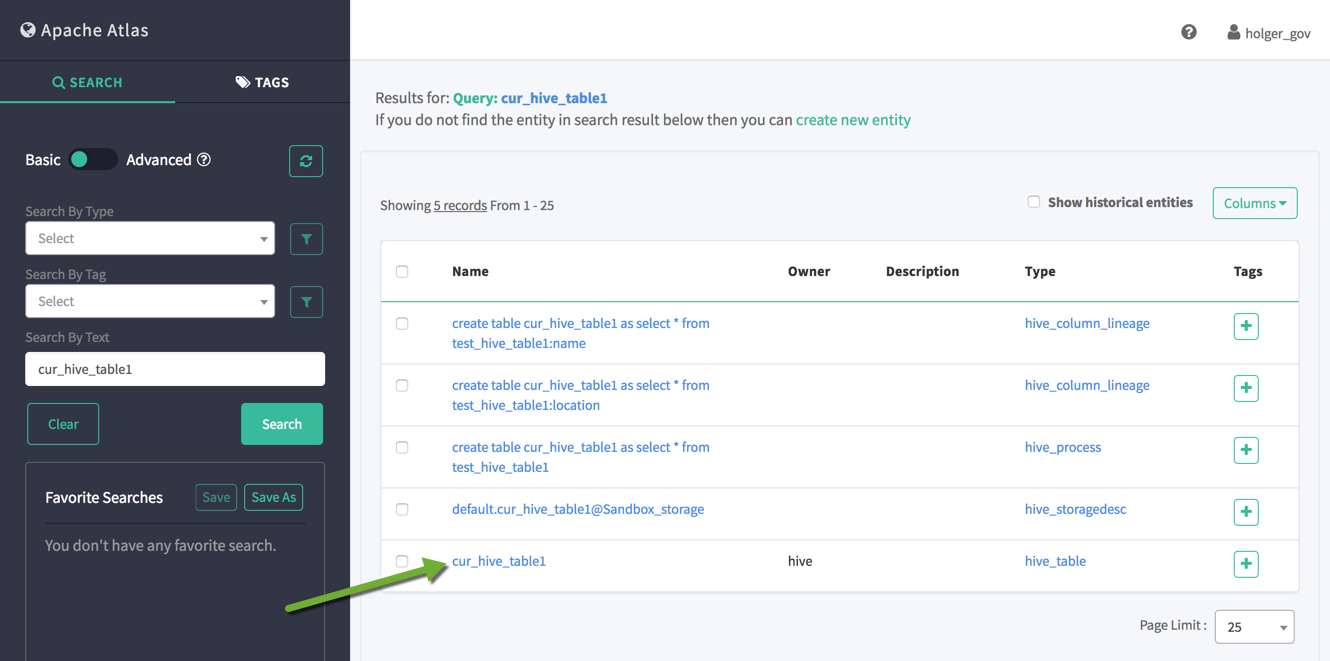 Apache Atlas
holger_gov
SEARCH
TAGS
Results for: Query: cur_hive_table1
If you do not find the entity in search result below then you can create new entity
Basic
Advanced
Showing 5 records From 1 - 25
Show historical entities
Columns
Search By Type
Select
Search By Tag
Select
Search By Text
cur_hive_table1
Clear
Search
Favorite Searches
Save
Save As
You don't have any favorite search.
Name Owner Description Type Tags
create table cur_hive_table1 as select * from
test_hive_table1:name
hive_column_lineage
create table cur_hive_table1 as select * from
test_hive_table1:location
hive_column_lineage
create table cur_hive_table1 as select * from
test_hive_table1
hive_process
default.cur_hive_table1@Sandbox_storage
hive_storagedesc
cur_hive_table1 hive hive_table
Page Limit : 25